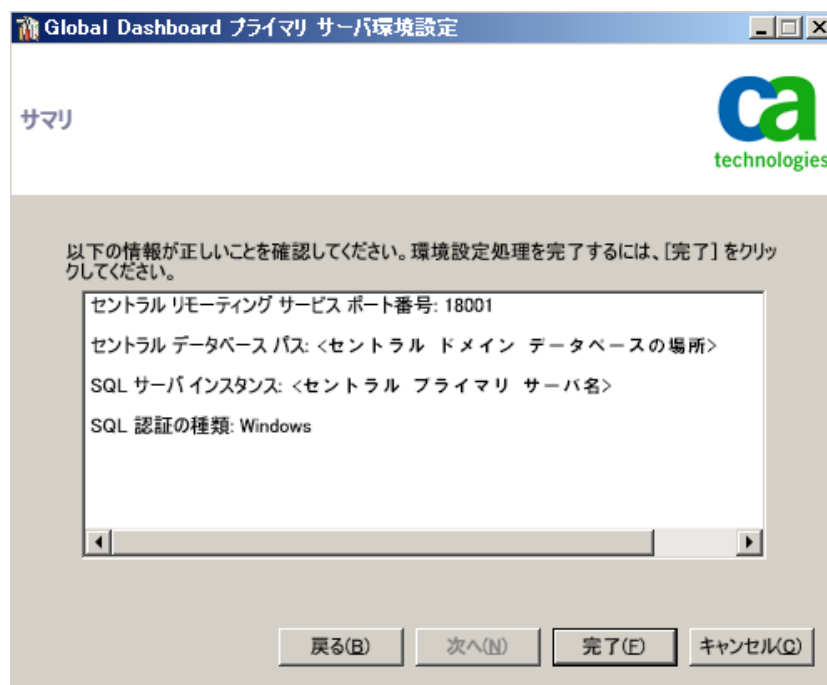 Global Dashboard プライマリ サーバ環境設定
サマリ
ca
technologies
以下の情報が正しいことを確認してください。環境設定処理を完了するには、[完了] をクリッ
クしてください。
セントラル リモーティング サービス ポート番号: 18001
セントラル データベース パス: <セントラル ドメイン データベースの場所>
SQL サーバ インスタンス: <セントラル プライマリ サーバ名>
SQL 認証の種類: Windows
戻る(B) 次へ(N) 完了(F) キャンセル(C)